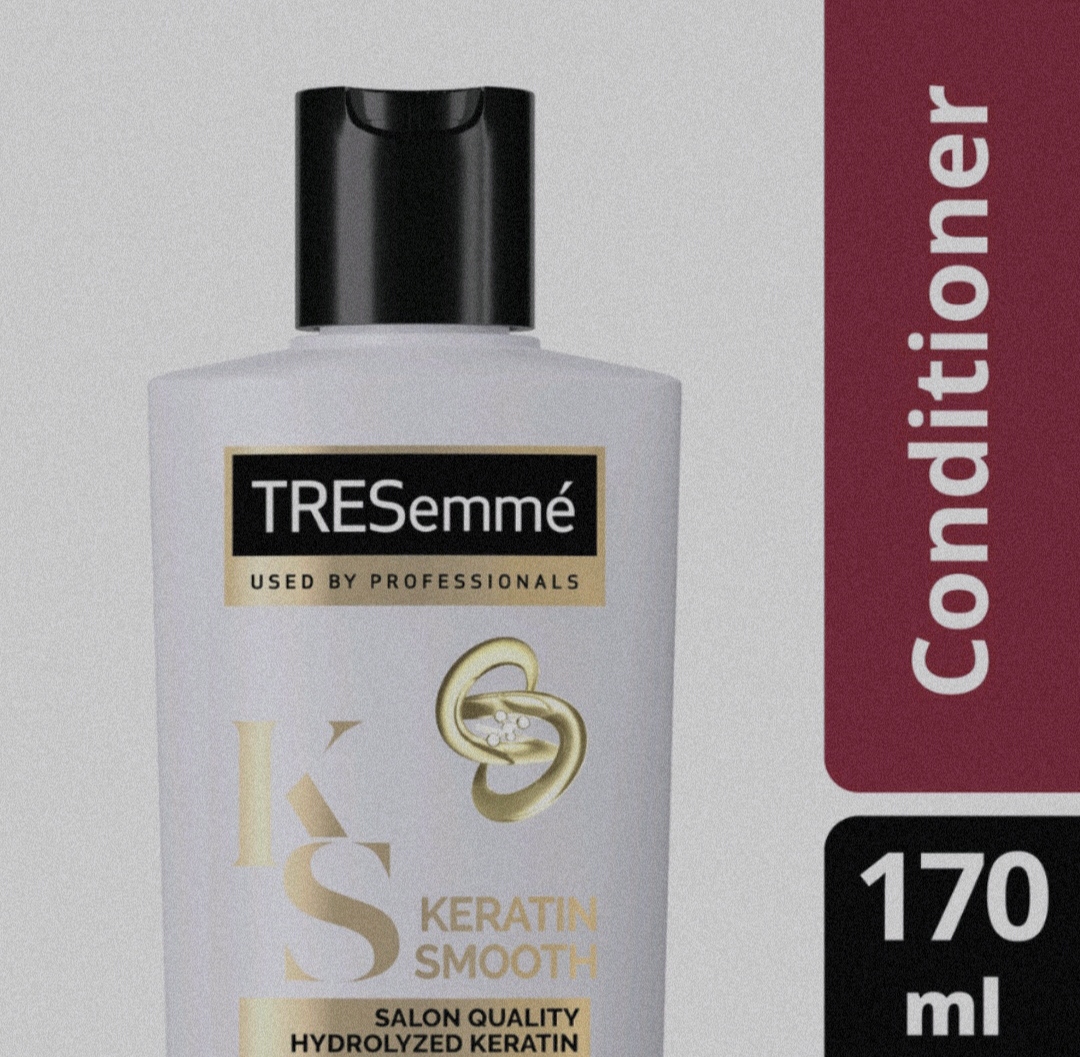 TRESemmé
USED BY PROFESSIONALS
KS
KERATIN
SMOOTH
SALON QUALITY
HYDROLYZED KERATIN
Conditioner
170
ml